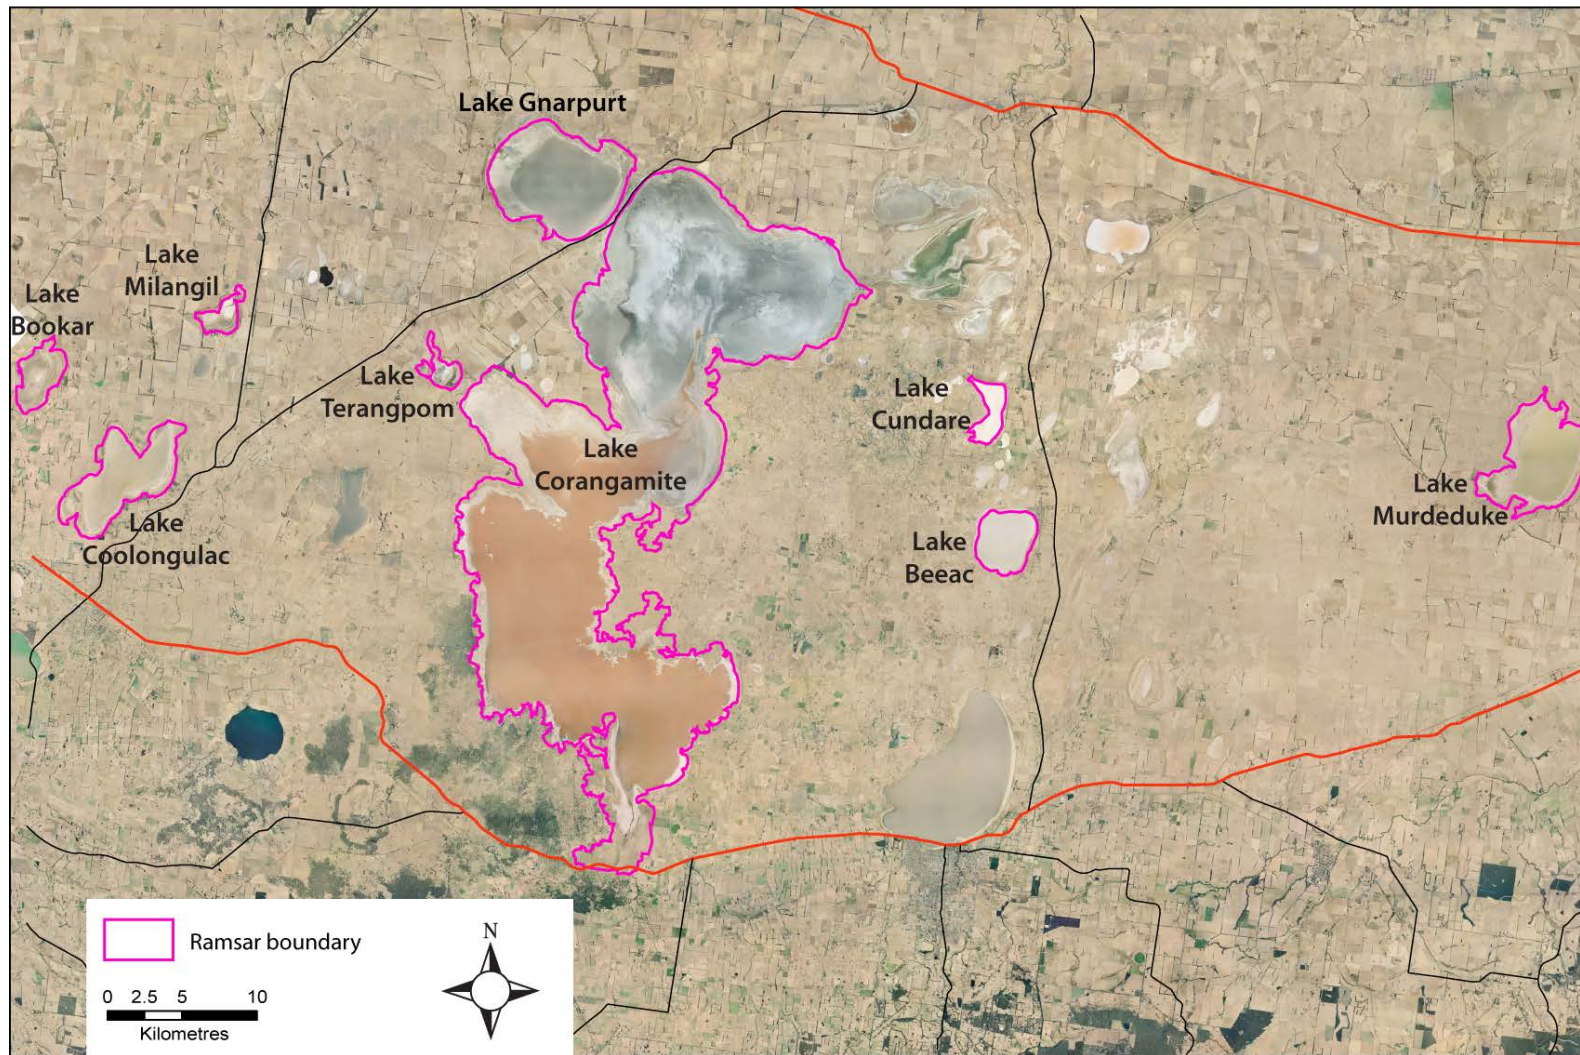 Lake Gnarpurt
Lake
Milangil
Lake
Bookar
Lake
Terangpom
Lake
Cundare
Lake
Corangamite
Lake
Murdeduke
Lake
Coolongulac
Lake
Beeac
Ramsar boundary
N
0 2.5 5 10
Kilometres